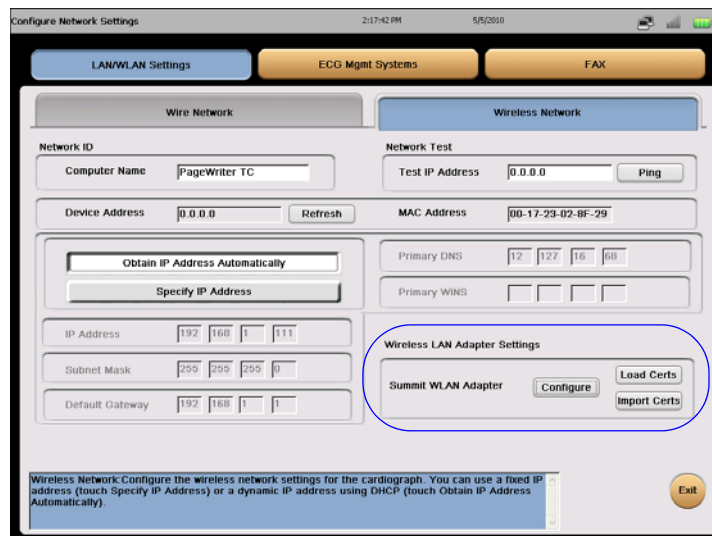 Configure Network Settings 2:17:42 PM 5/5/2010
LAN/WLAN Settings ECG Mgmt Systems FAX
Wire Network Wireless Network
Network ID Network Test
Computer Name PageWriter TC Test IP Address 0.0.0.0 Ping
Device Address 0.0.0.0 Refresh MAC Address 00-17-23-02-8F-29
Obtain IP Address Automatically Primary DNS 12 127 16 68
Specify IP Address Primary WINS
IP Address 192 168 1 111
Wireless LAN Adapter Settings
Subnet Mask 255 255 255 0
Summit WLAN Adapter Configure Load Certs
Import Certs
Default Gateway 192 168 1 1
Wireless Network:Configure the wireless network settings for the cardiograph. You can use a fixed IP
address (touch Specify IP Address) or a dynamic IP address using DHCP (touch Obtain IP Address
Automatically).
Exit